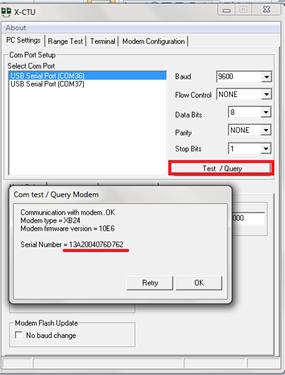 X-CTU
About
PC Settings Range Test Terminal Modem Configuration
Com Port Setup
Select Com Port
USB Serial Port (COM36)
USB Serial Port (COM37)
Baud 9600
Flow Control NONE
Data Bits 8
Parity NONE
Stop Bits 1
Test / Query
Com test / Query Modem
Communication with modem..OK
Modem type = XB24
Modem firmware version = 10E6
Serial Number = 13A2004076D762
000
Retry OK
Modem Flash Update
No baud change